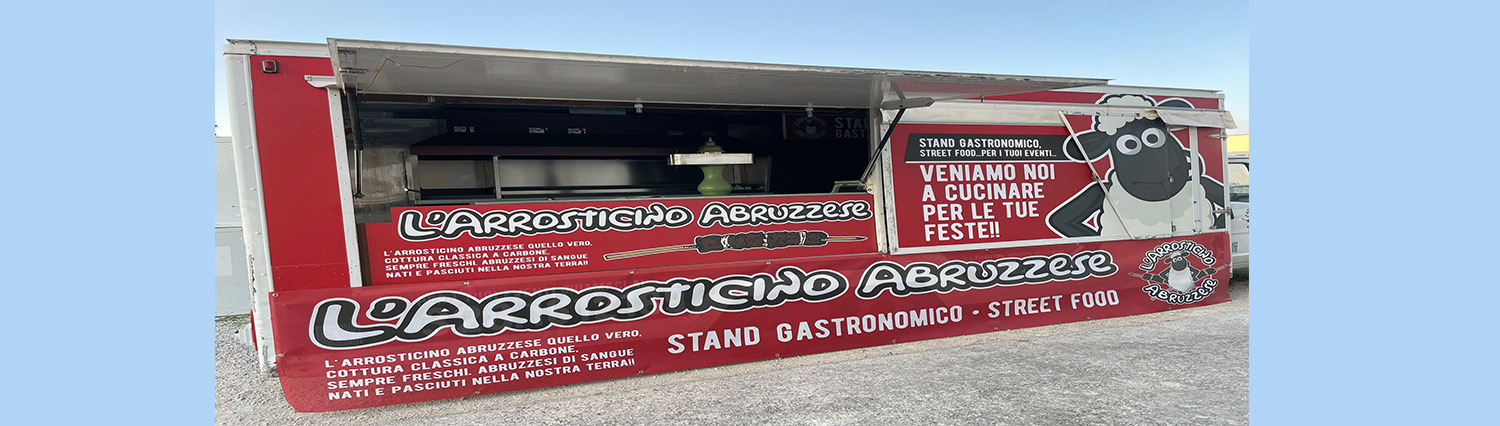 STAND GASTRONOMICO,
STREET FOOD...PER I TUOI EVENTI...
VENIAMO NOI
A CUCINARE
PER LE TUE
FESTE!!
L'ARROSTICINO ABRUZZESE
L'ARROSTICINO ABRUZZESE QUELLO VERO,
COTTURA CLASSICA A CARBONE.
SEMPRE FRESCHI, ABRUZZESI DI SANGUE
NATI E PASCIUTI NELLA NOSTRA TERRA!!
L'ARROSTICINO ABRUZZESE
L'ARROSTICINO ABRUZZESE QUELLO VERO,
COTTURA CLASSICA A CARBONE.
SEMPRE FRESCHI, ABRUZZESI DI SANGUE
NATI E PASCIUTI NELLA NOSTRA TERRA!!
STAND GASTRONOMICO • STREET FOOD
L'ARROSTICINO
ABRUZZESE